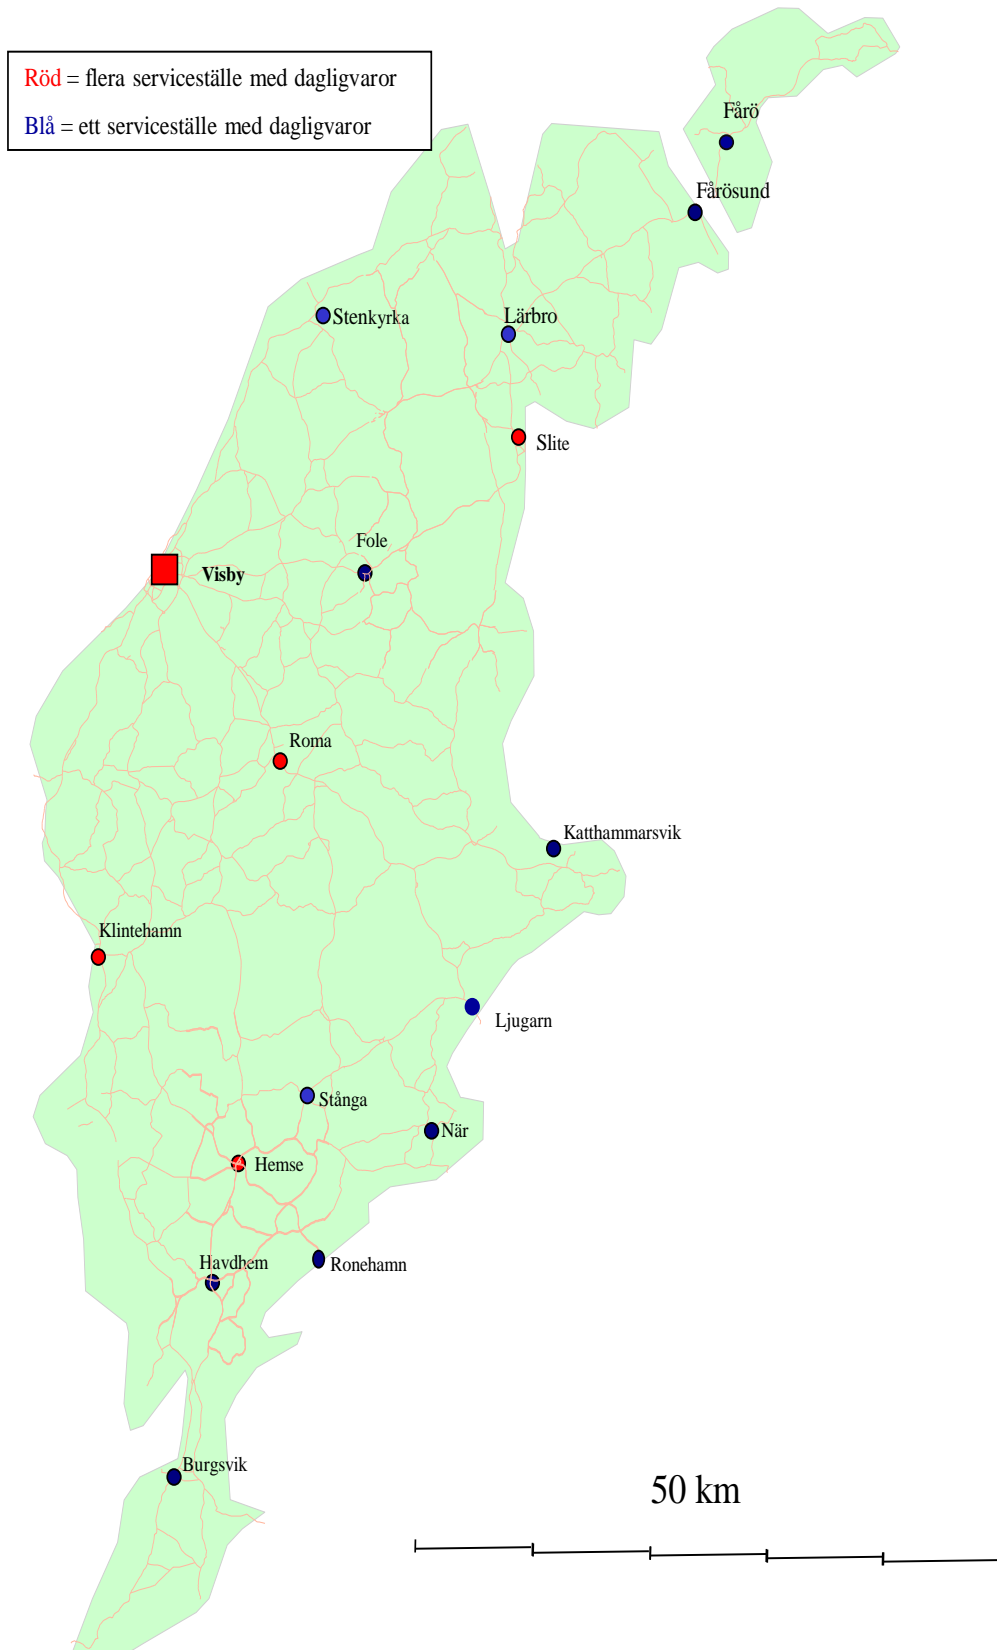 Röd = flera serviceställe med dagligvaror
Blå = ett serviceställe med dagligvaror
Fårö
Fårösund
Stenkyrka
Lärbro
Slite
Fole
Visby
Roma
Katthammarsvik
Klintehamn
Ljugarn
Stånga
När
Hemse
Havdhem
Ronehamn
Burgsvik
50 km